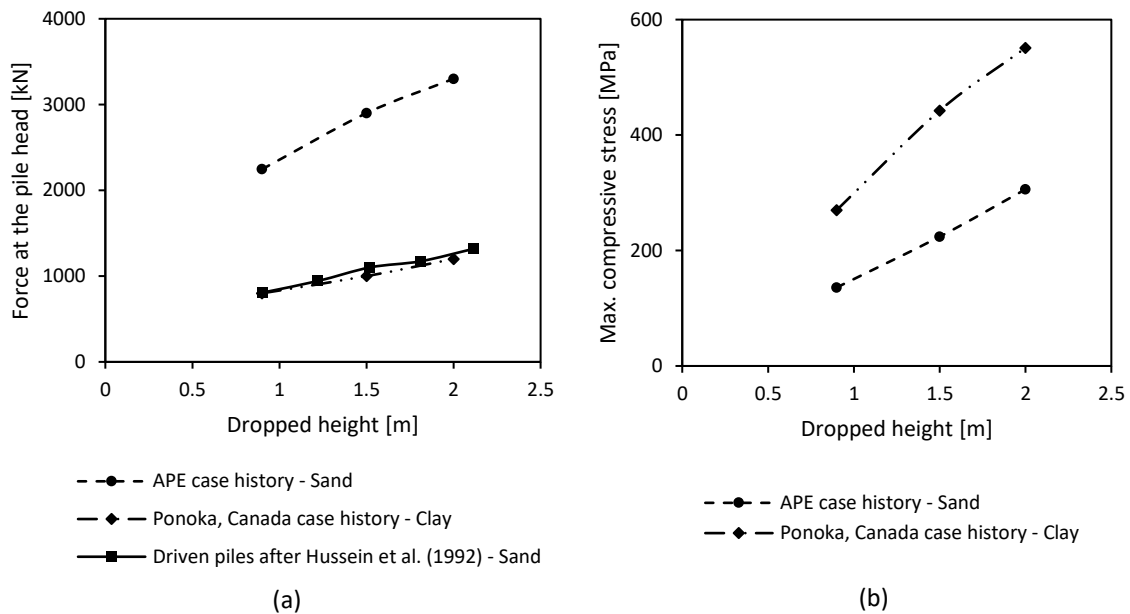 Force at the pile head [kN]
4000
3000
2000
1000
0
0
0.5
1
1.5
2
2.5
Dropped height [m]
APE case history - Sand
Ponoka, Canada case history - Clay
Driven piles after Hussein et al. (1992) - Sand
(a)
Max. compressive stress [MPa]
600
400
200
0
0
0.5
1
1.5
2
2.5
Dropped height [m]
APE case history - Sand
Ponoka, Canada case history - Clay
(b)